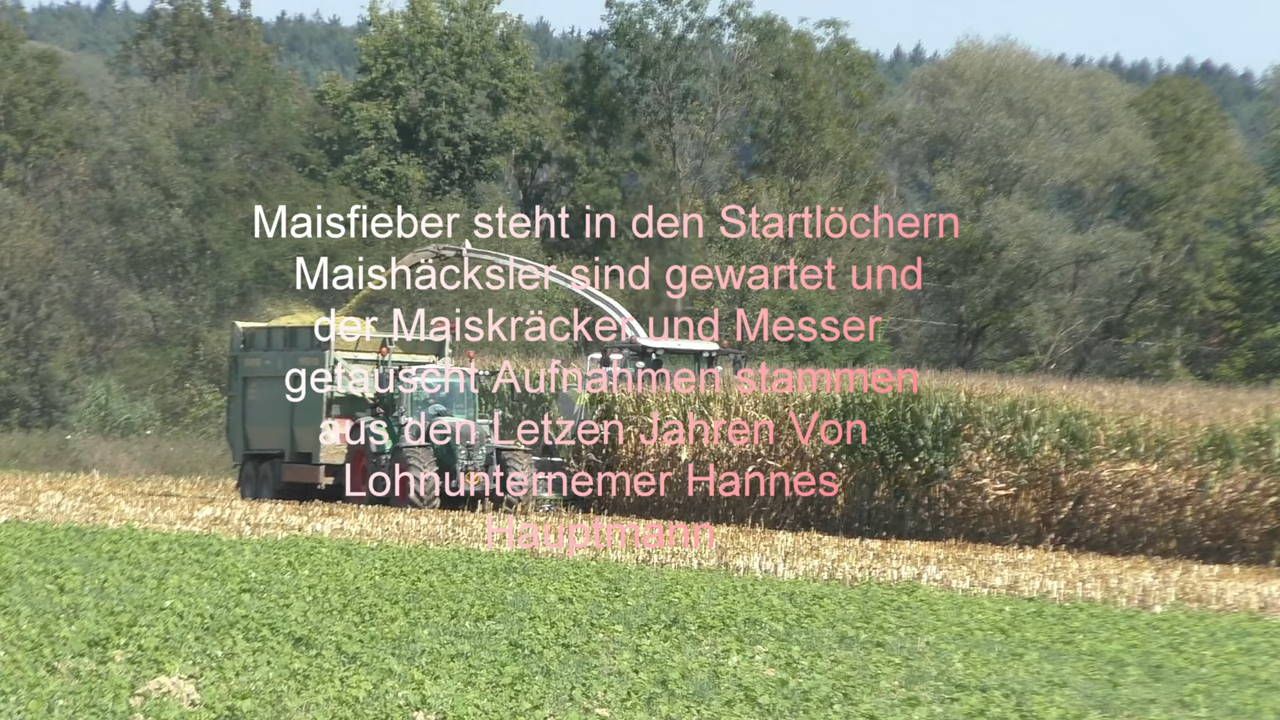 Maisfieber steht in den Startlöchern
Maishäcksler sind gewartet und
der Maiskräcker und Messer
getauscht Aufnahmen stammen
aus den Letzen Jahren Von
Lohnunternemer Hannes
Hauptmann